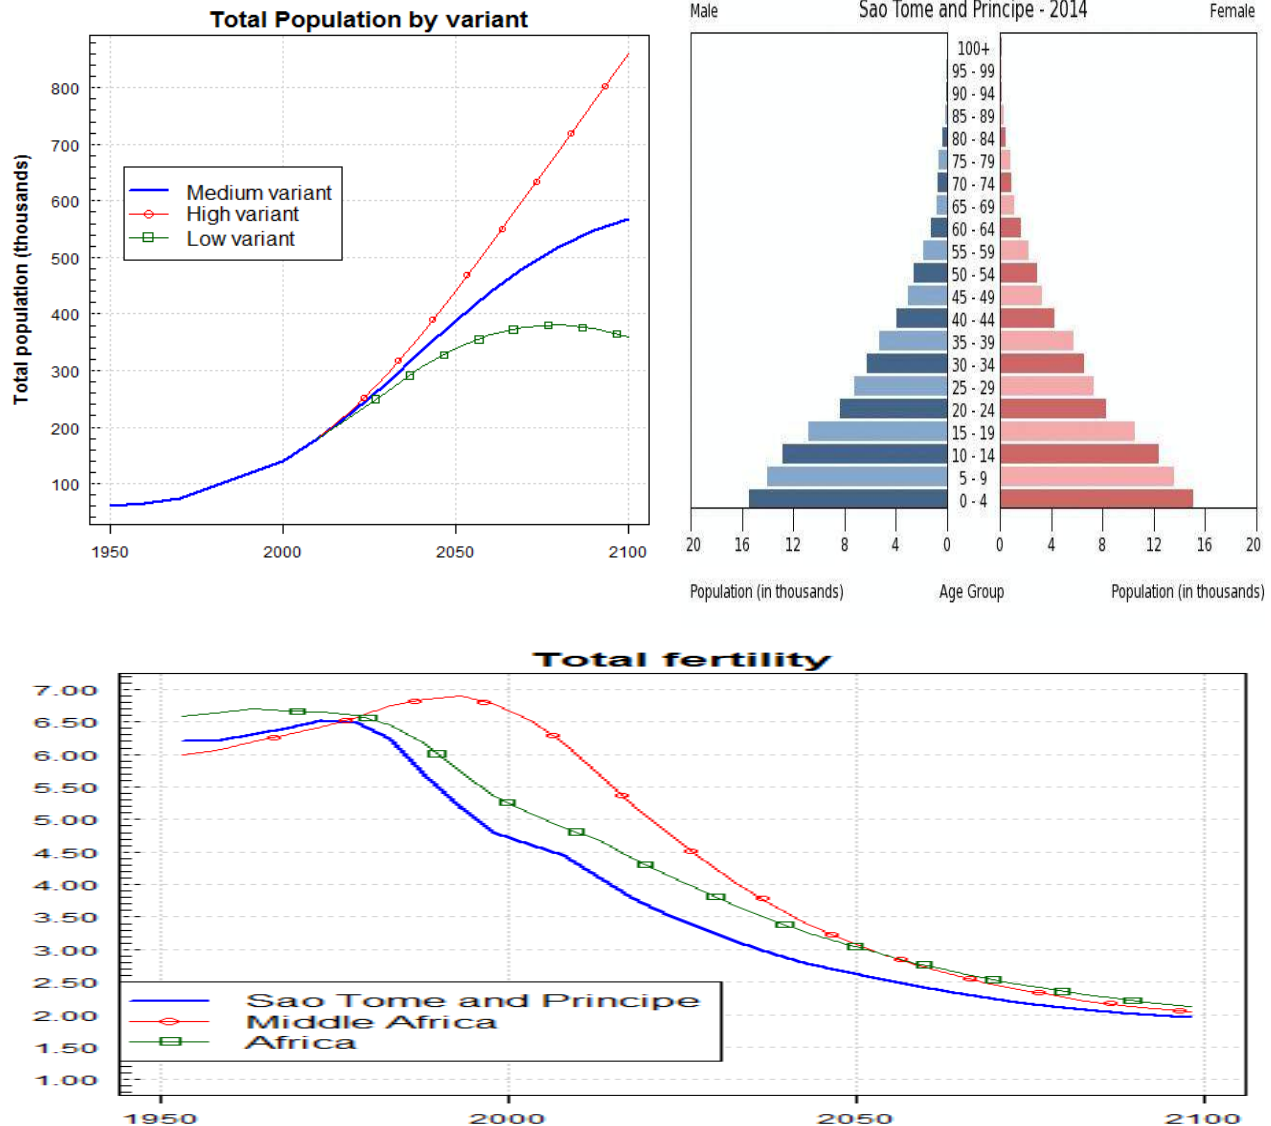 Total Population by variant
Total population (thousands)
800
700
600
500
400
300
200
100
Medium variant
High variant
Low variant
1950 2000 2050 2100
Male Sao Tome and Principe - 2014 Female
100+
95 - 99
90 - 94
85 - 89
80 - 84
75 - 79
70 - 74
65 - 69
60 - 64
55 - 59
50 - 54
45 - 49
40 - 44
35 - 39
30 - 34
25 - 29
20 - 24
15 - 19
10 - 14
5 - 9
0 - 4
20 16 12 8 4 0 0 4 8 12 16 20
Population (in thousands) Age Group Population (in thousands)
Total fertility
7.00
6.50
6.00
5.50
5.00
4.50
4.00
3.50
3.00
2.50
2.00
1.50
1.00
Sao Tome and Principe
Middle Africa
Africa
1950 2000 2050 2100